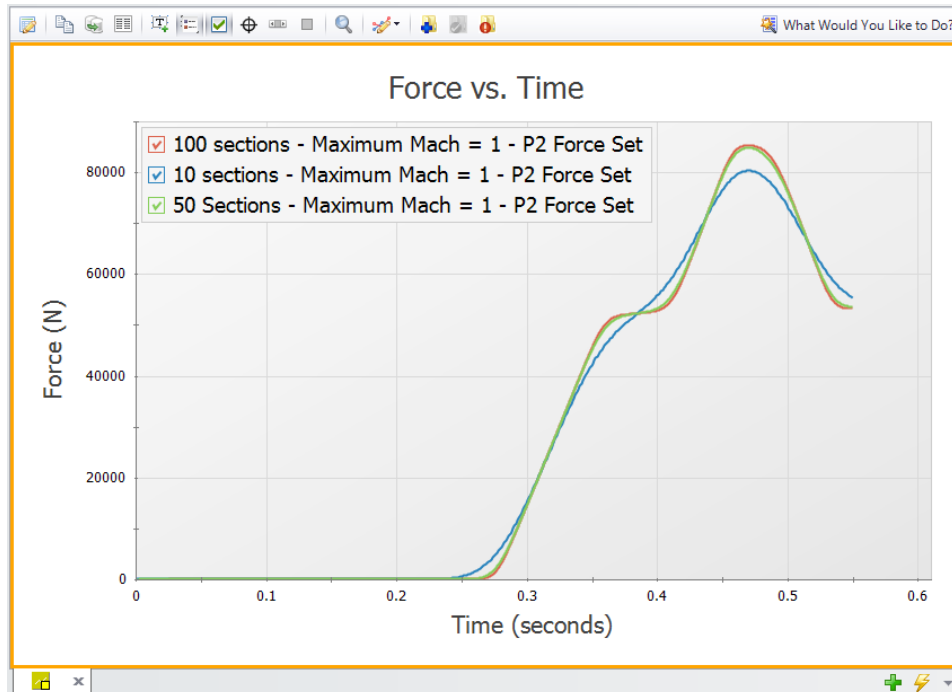 What Would You Like to Do?
Force vs. Time
100 sections - Maximum Mach = 1 - P2 Force Set
10 sections - Maximum Mach = 1 - P2 Force Set
50 Sections - Maximum Mach = 1 - P2 Force Set
80000
60000
40000
20000
0
Force (N)
0 0.1 0.2 0.3 0.4 0.5 0.6
Time (seconds)